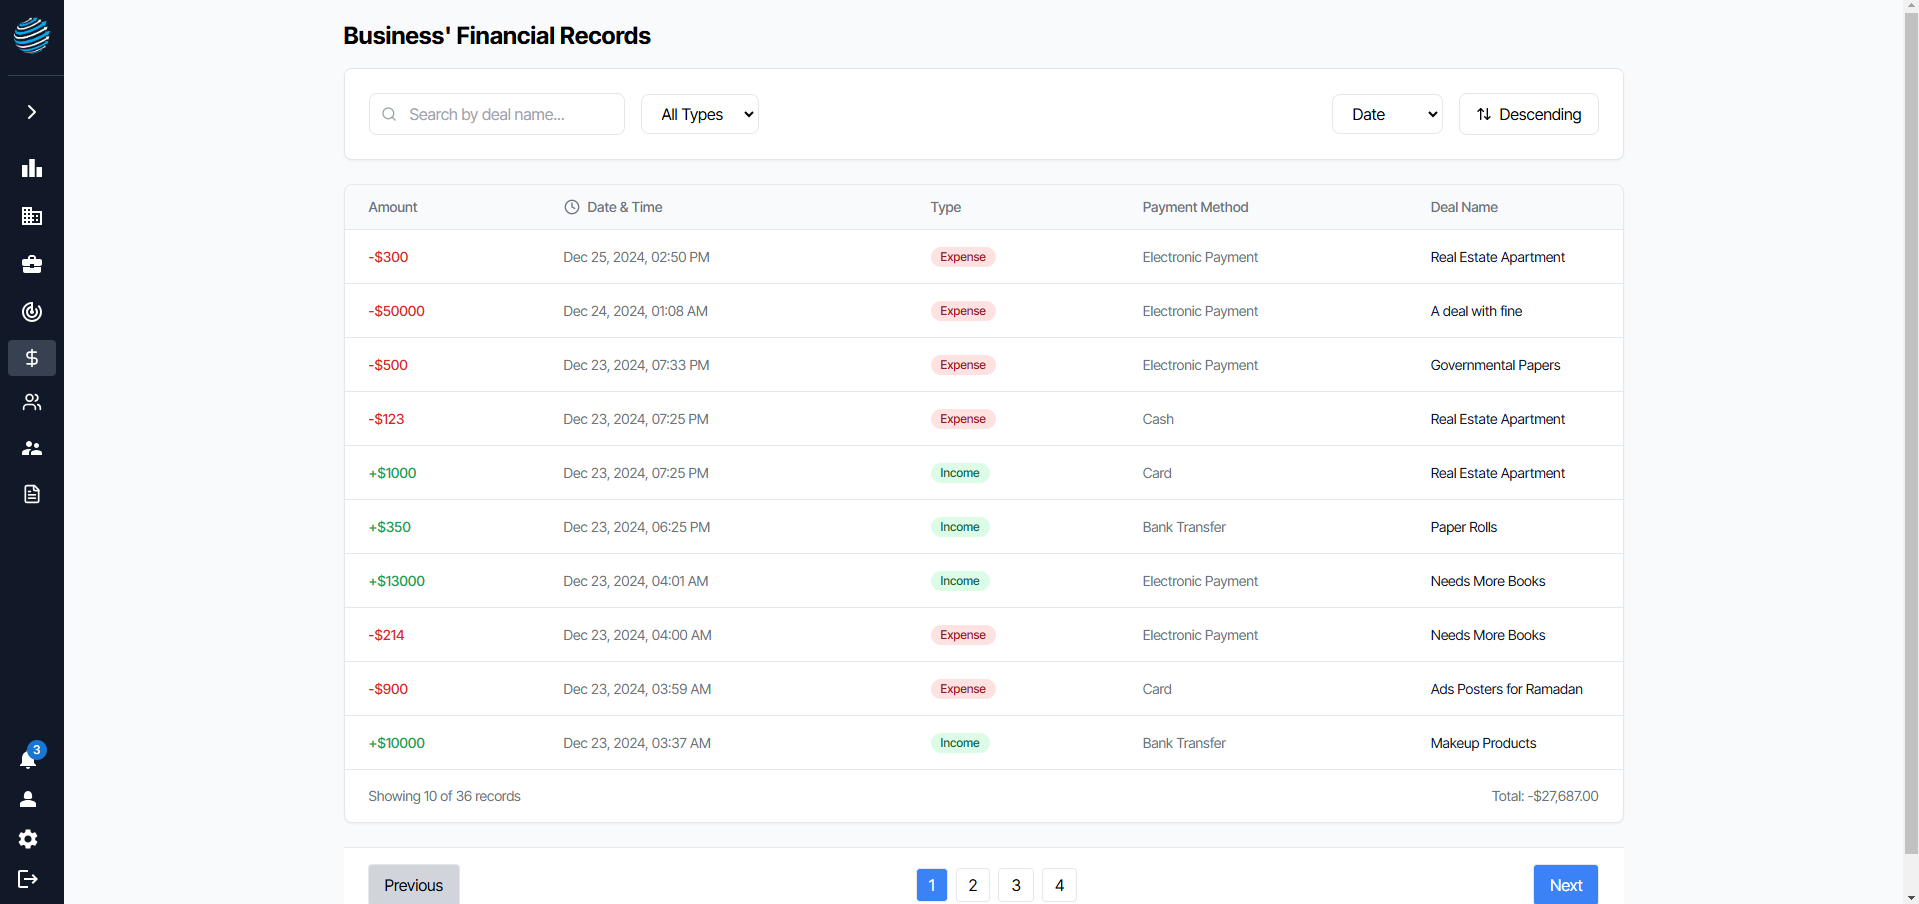 Business' Financial Records
Search by deal name... All Types Date Descending
Amount Date & Time Type Payment Method Deal Name
-$300 Dec 25, 2024, 02:50 PM Expense Electronic Payment Real Estate Apartment
-$50000 Dec 24, 2024, 01:08 AM Expense Electronic Payment A deal with fine
-$500 Dec 23, 2024, 07:33 PM Expense Electronic Payment Governmental Papers
-$123 Dec 23, 2024, 07:25 PM Expense Cash Real Estate Apartment
+$1000 Dec 23, 2024, 07:25 PM Income Card Real Estate Apartment
+$350 Dec 23, 2024, 06:25 PM Income Bank Transfer Paper Rolls
+$13000 Dec 23, 2024, 04:01 AM Income Electronic Payment Needs More Books
-$214 Dec 23, 2024, 04:00 AM Expense Electronic Payment Needs More Books
-$900 Dec 23, 2024, 03:59 AM Expense Card Ads Posters for Ramadan
+$10000 Dec 23, 2024, 03:37 AM Income Bank Transfer Makeup Products
Showing 10 of 36 records Total: -$27,687.00
3
Previous 1 2 3 4 Next